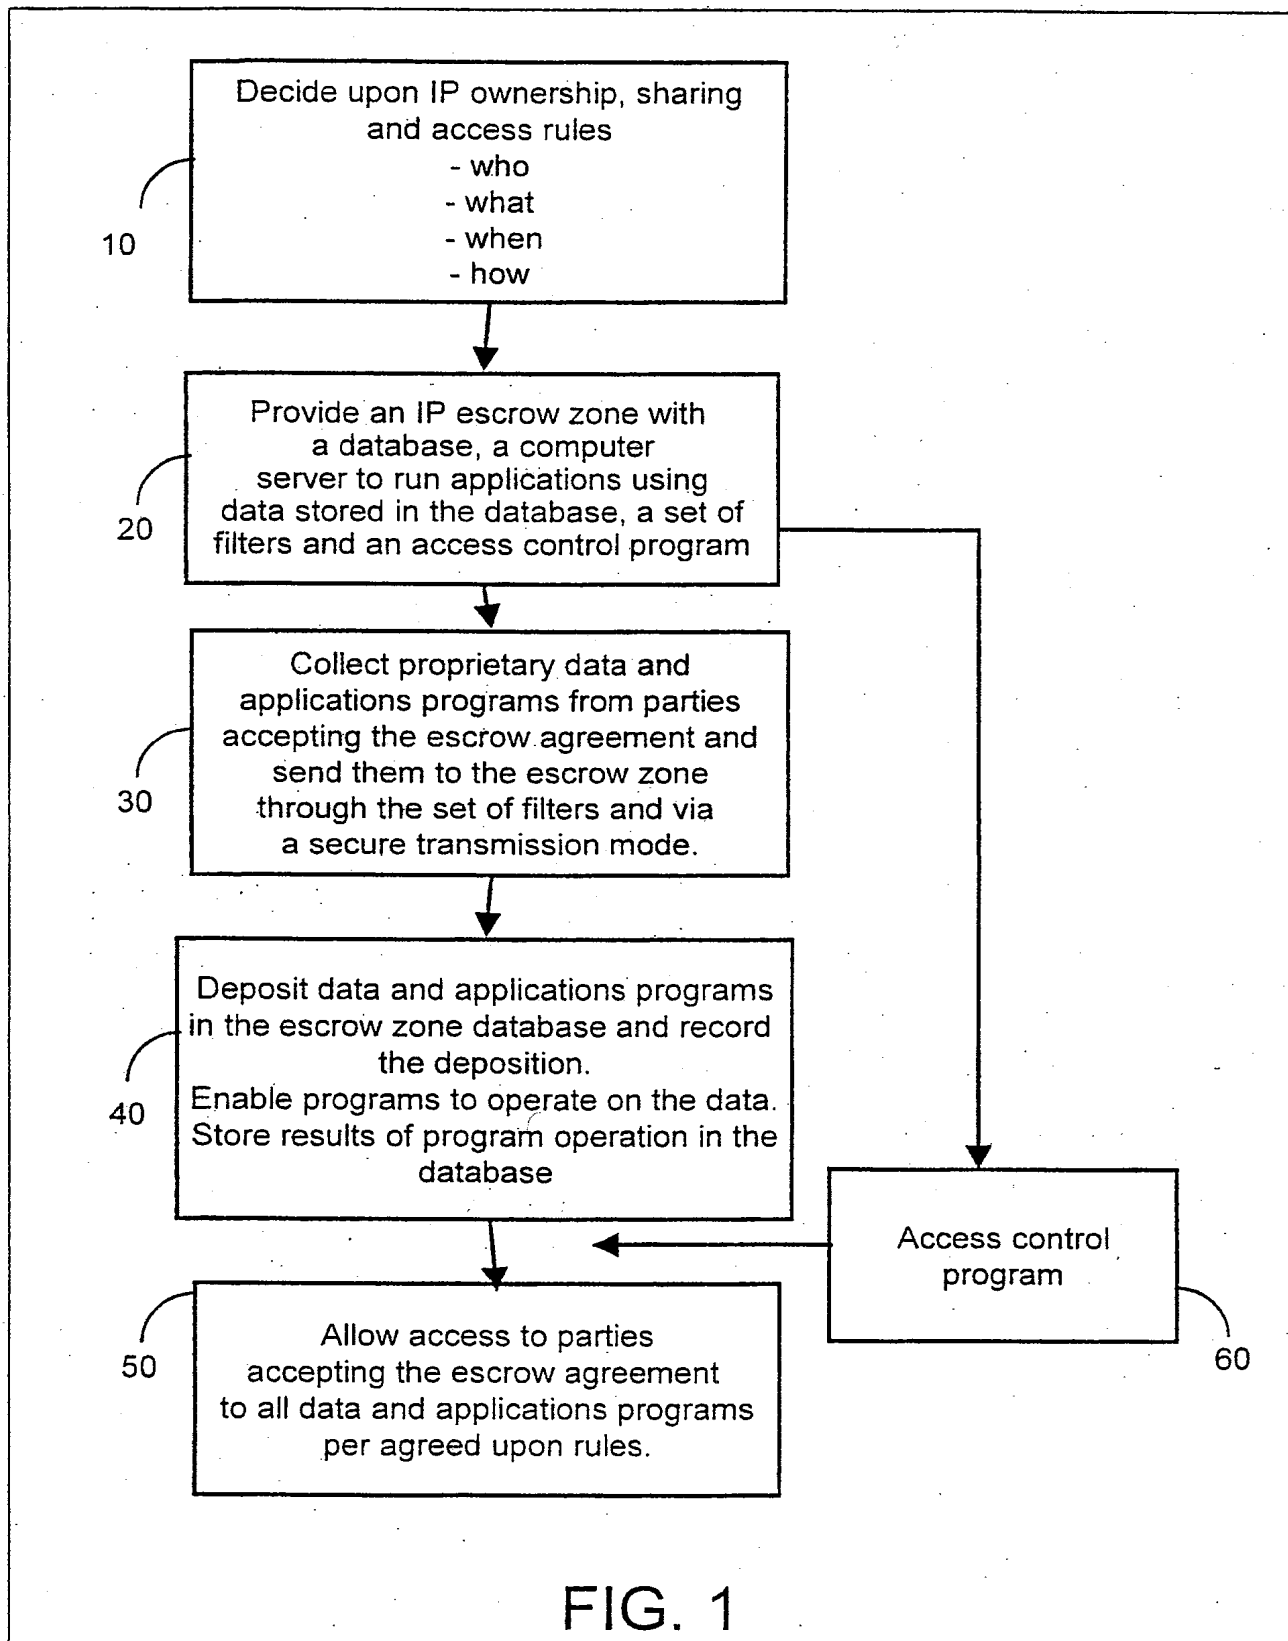 Decide upon IP ownership, sharing
and access rules
- who
- what
- when
- how
10
Provide an IP escrow zone with
a database, a computer
server to run applications using
data stored in the database, a set of
filters and an access control program
20
Collect proprietary data and
applications programs from parties
accepting the escrow agreement and
send them to the escrow zone
through the set of filters and via
a secure transmission mode.
30
Deposit data and applications programs
in the escrow zone database and record
the deposition.
Enable programs to operate on the data.
Store results of program operation in the
database
40
Access control
program
60
Allow access to parties
accepting the escrow agreement
to all data and applications programs
per agreed upon rules.
50
FIG. 1